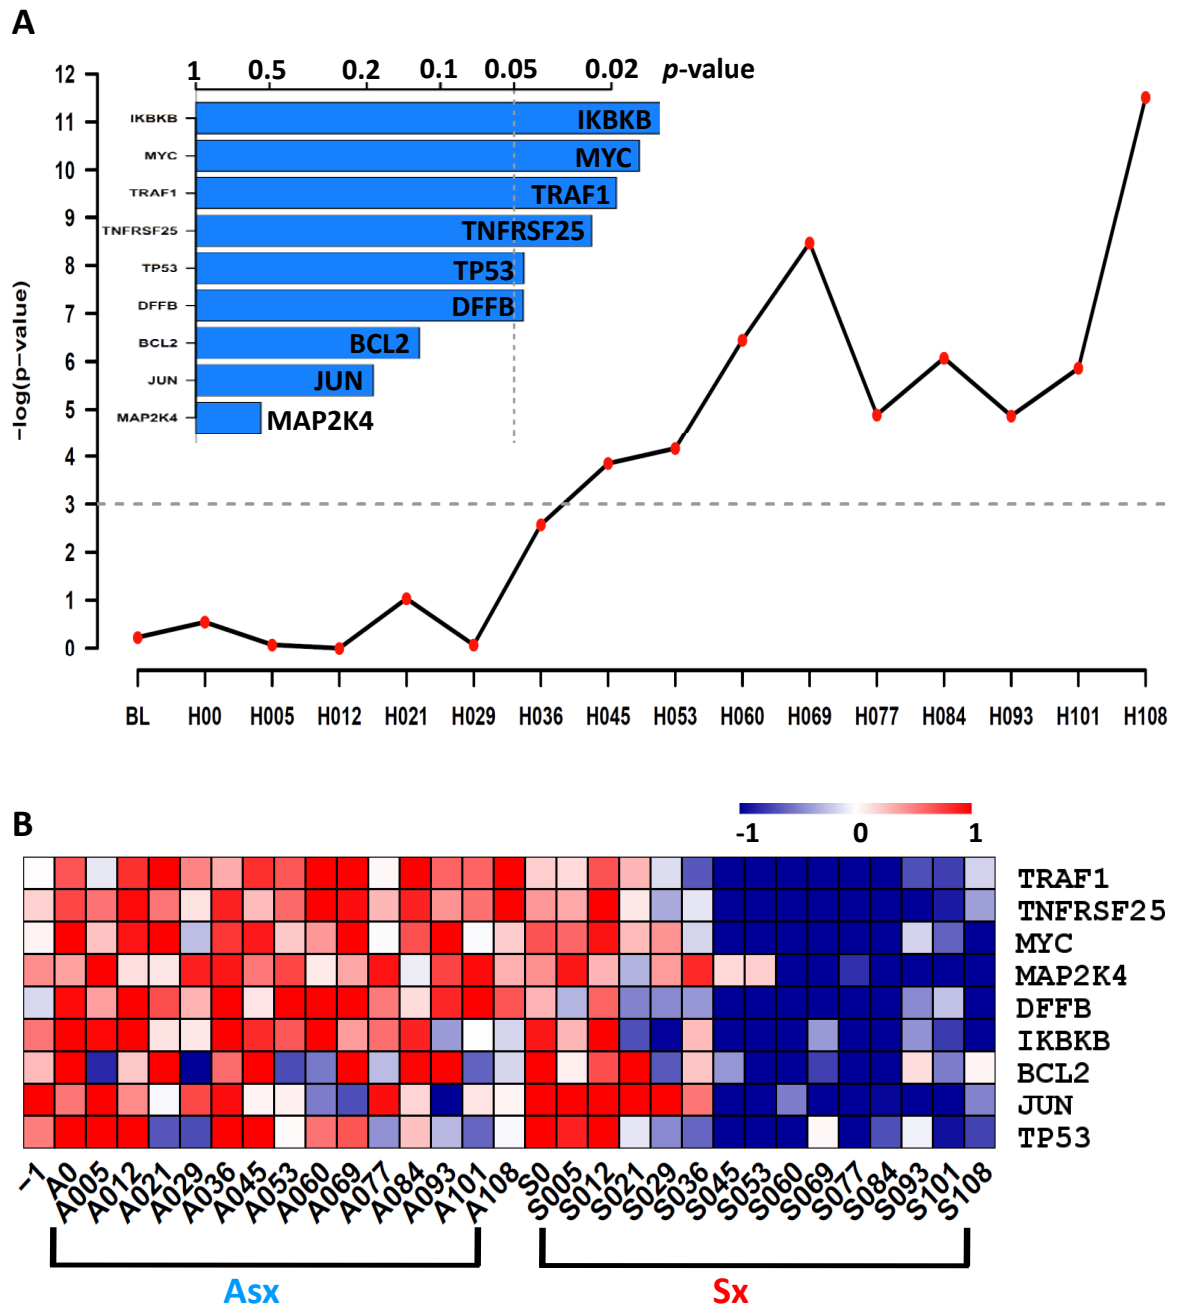 A
1 0.5 0.2 0.1 0.05 0.02 p-value
12
11
10
9
8
7
6
5
4
3
2
1
0
-log(p-value)
IKBKB IKBKB
MYC MYC
TRAF1 TRAF1
TNFRSF25 TNFRSF25
TP53 TP53
DFFB DFFB
BCL2 BCL2
JUN JUN
MAP2K4 MAP2K4
BL H00 H005 H012 H021 H029 H036 H045 H053 H060 H069 H077 H084 H093 H101 H108
B
-1 0 1
TRAF1
TNFRSF25
MYC
MAP2K4
DFFB
IKBKB
BCL2
JUN
TP53
-1 A0 A005 A012 A021 A029 A036 A045 A053 A060 A069 A077 A084 A093 A101 A108 S0 S005 S012 S021 S029 S036 S045 S053 S060 S069 S077 S084 S093 S101 S108
Asx Sx